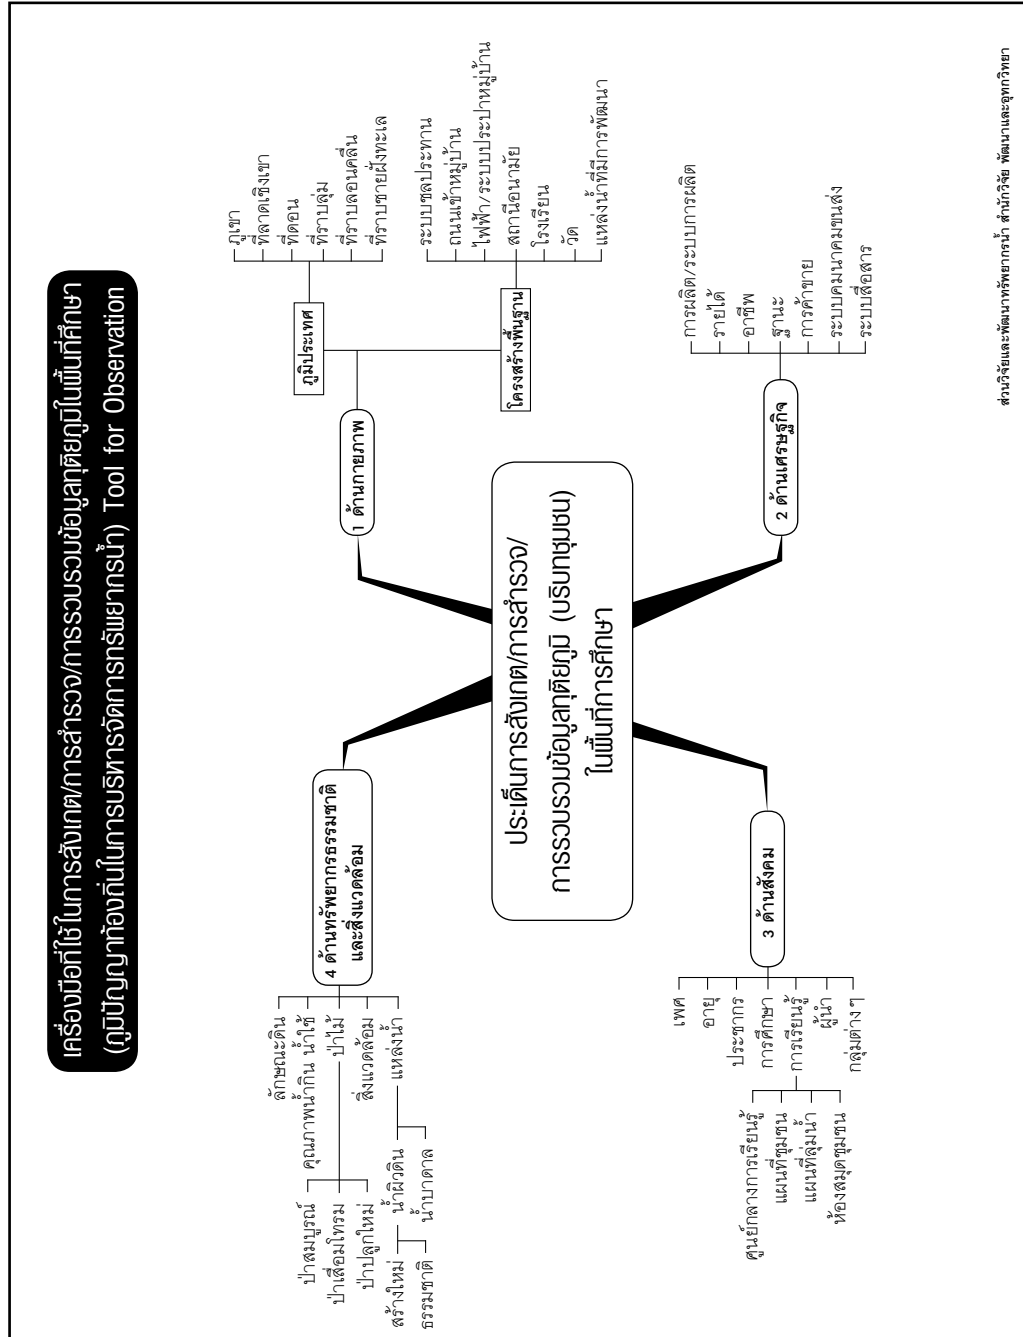 เครื่องมือที่ใช้ในการสังเกต/การสำรวจ/การรวบรวมข้อมูลทุติยภูมิในพื้นที่ศึกษา
(ภูมิปัญญาท้องถิ่นในการบริหารจัดการทรัพยากรน้ำ) Tool for Observation
ประเด็นการสังเกต/การสำรวจ/
การรวบรวมข้อมูลทุติยภูมิ (บริบทชุมชน)
ในพื้นที่การศึกษา
1 ด้านกายภาพ
ภูมิประเทศ
ภูเขา
ที่ลาดเชิงเขา
ที่ดอน
ที่ราบลุ่ม
ที่ราบลอนคลื่น
ที่ราบชายฝั่งทะเล
โครงสร้างพื้นฐาน
ระบบชลประทาน
ถนนเข้าหมู่บ้าน
ไฟฟ้า/ระบบประปาหมู่บ้าน
สถานีอนามัย
โรงเรียน
วัด
แหล่งน้ำที่มีการพัฒนา
2 ด้านเศรษฐกิจ
การผลิต/ระบบการผลิต
รายได้
อาชีพ
ฐานะ
การค้าขาย
ระบบคมนาคมขนส่ง
ระบบสื่อสาร
3 ด้านสังคม
เพศ
อายุ
ประชากร
การศึกษา
การเรียนรู้
ผู้นำ
กลุ่มต่างๆ
ศูนย์กลางการเรียนรู้
แผนที่ชุมชน
แผนที่ลุ่มน้ำ
ห้องสมุดชุมชน
4 ด้านทรัพยากรธรรมชาติ
และสิ่งแวดล้อม
ลักษณะดิน
คุณภาพน้ำกิน น้ำใช้
ป่าไม้
สิ่งแวดล้อม
แหล่งน้ำ
ป่าสมบูรณ์
ป่าเสื่อมโทรม
ป่าปลูกใหม่
น้ำผิวดิน
น้ำบาดาล
สร้างใหม่
ธรรมชาติ
ส่วนวิจัยและพัฒนาทรัพยากรน้ำ สำนักวิจัย พัฒนาและอุทกวิทยา